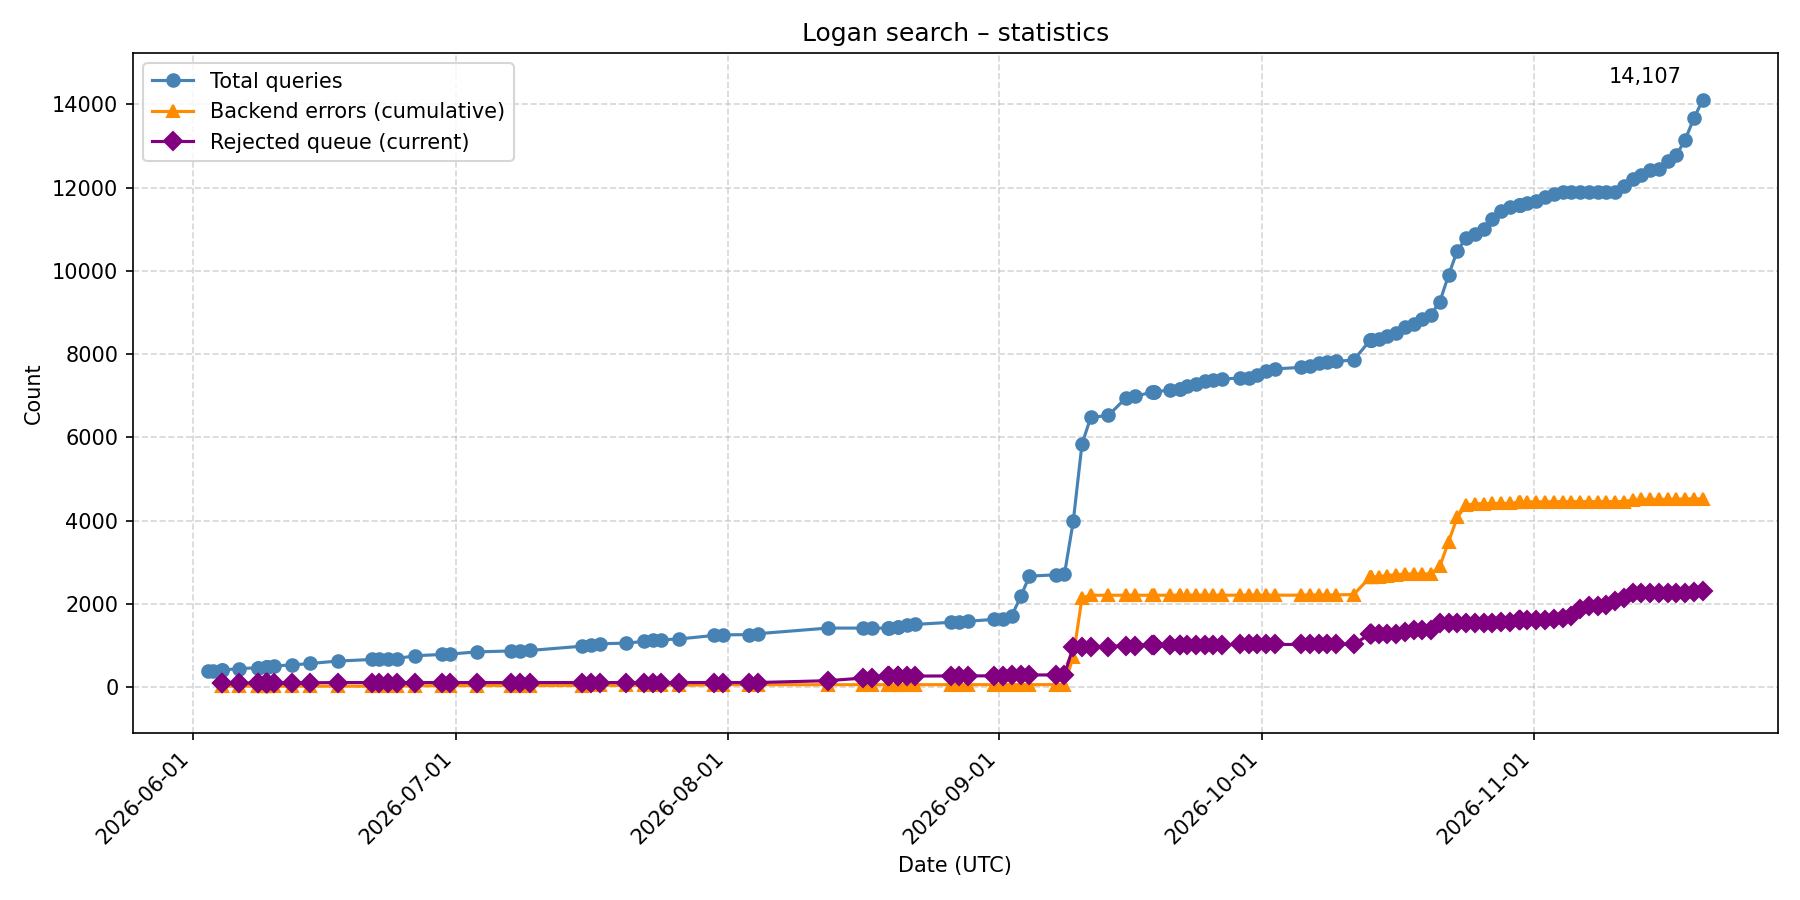 Logan search – statistics
Total queries
Backend errors (cumulative)
Rejected queue (current)
14,107
14000
12000
10000
8000
6000
4000
2000
0
Count
2026-06-01
2026-07-01
2026-08-01
2026-09-01
2026-10-01
2026-11-01
Date (UTC)